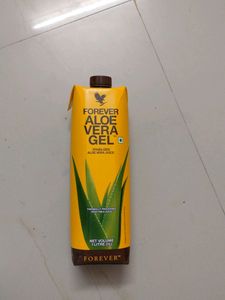 FOREVER
ALOE
VERA
GEL
STABILIZED
ALOE VERA JUICE
NET VOLUME
1 LITRE
FOREVER